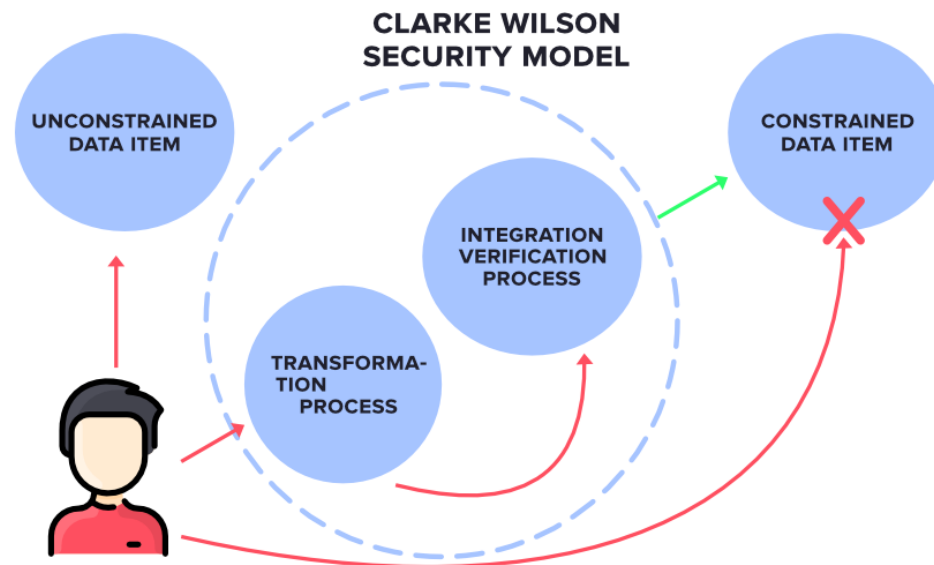 CLARKE WILSON
SECURITY MODEL
UNCONSTRAINED
DATA ITEM
CONSTRAINED
DATA ITEM
INTEGRATION
VERIFICATION
PROCESS
TRANSFORMA-
TION
PROCESS